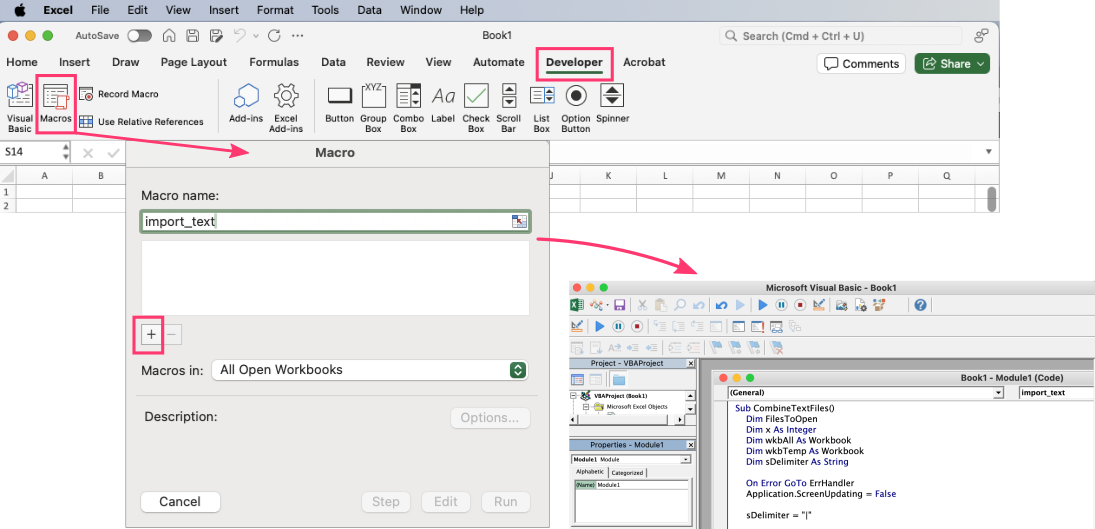 Excel File Edit View Insert Format Tools Data Window Help
AutoSave Book1 Search (Cmd + Ctrl + U)
Home Insert Draw Page Layout Formulas Data Review View Automate Developer Acrobat Comments Share
Visual Basic
Macros
Record Macro
Use Relative References
Add-ins
Excel Add-ins
Button
Group Box
Combo Box
Label
Check Box
Scroll Bar
List Box
Option Button
Spinner
XYZ
Aa
S14
A B J K L M N O P Q
1
2
Macro
Macro name:
import_text
+ −
Macros in: All Open Workbooks
Description: Options...
Cancel Step Edit Run
Microsoft Visual Basic - Book1
Project - VBAProject
VBAProject (Book1)
Microsoft Excel Objects
Properties - Module1
Module1 Module
Alphabetic Categorized
(Name) Module1
Book1 - Module1 (Code)
(General) import_text
Sub CombineTextFiles()
Dim FilesToOpen
Dim x As Integer
Dim wkbAll As Workbook
Dim wkbTemp As Workbook
Dim sDelimiter As String
On Error GoTo ErrHandler
Application.ScreenUpdating = False
sDelimiter = "|"